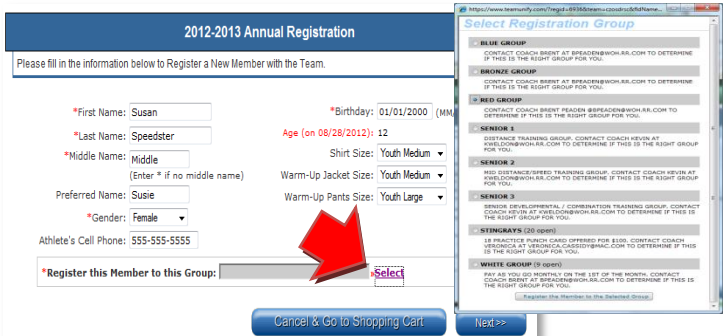 2012-2013 Annual Registration
Please fill in the information below to Register a New Member with the Team.
*First Name: Susan
*Birthday: 01/01/2000 (MM/
*Last Name: Speedster
Age (on 08/28/2012): 12
*Middle Name: Middle
Shirt Size: Youth Medium
(Enter * if no middle name)
Warm-Up Jacket Size: Youth Medium
Preferred Name: Susie
Warm-Up Pants Size: Youth Large
*Gender: Female
Athlete's Cell Phone: 555-555-5555
*Register this Member to this Group: »Select
Cancel & Go to Shopping Cart
Next >>
https://www.teamunify.com/?regid=6936&team=czosdrsc&fldName...
Select Registration Group
BLUE GROUP
CONTACT COACH BRENT AT BPEADEN@WOH.RR.COM TO DETERMINE
IF THIS IS THE RIGHT GROUP FOR YOU.
BRONZE GROUP
CONTACT COACH BRENT AT BPEADEN@WOH.RR.COM TO DETERMINE
IF THIS IS THE RIGHT GROUP FOR YOU.
RED GROUP
CONTACT COACH BRENT PEADEN @BPEADEN@WOH.RR.COM TO
DETERMINE IF THIS IS THE RIGHT GROUP FOR YOU.
SENIOR 1
DISTANCE TRAINING GROUP. CONTACT COACH KEVIN AT
KWELDON@WOH.RR.COM TO DETERMINE IF THIS IS THE RIGHT GROUP
FOR YOU.
SENIOR 2
MID DISTANCE/SPEED TRAINING GROUP. CONTACT COACH KEVIN AT
KWELDON@WOH.RR.COM TO DETERMINE IF THIS IS THE RIGHT GROUP
FOR YOU.
SENIOR 3
SENIOR DEVELOPMENTAL / COMBINATION TRAINING GROUP. CONTACT
COACH KEVIN AT KWELDON@WOH.RR.COM TO DETERMINE IF THIS IS
THE RIGHT GROUP FOR YOU.
STINGRAYS (20 open)
18 PRACTICE PUNCH CARD OFFERED FOR $100. CONTACT COACH
VERONICA AT VERONICA.CASSIDY@MAC.COM TO DETERMINE IF THIS
IS THE RIGHT GROUP FOR YOU.
WHITE GROUP (9 open)
PAY AS YOU GO MONTHLY ON THE 1ST OF THE MONTH. CONTACT
COACH BRENT AT BPEADEN@WOH.RR.COM TO DETERMINE IF THIS IS
THE RIGHT GROUP FOR YOU.
Register the Member to the Selected Group